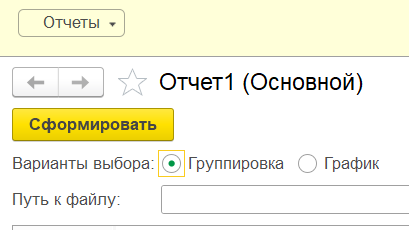 Отчеты
Отчет1 (Основной)
Сформировать
Варианты выбора: Группировка График
Путь к файлу: